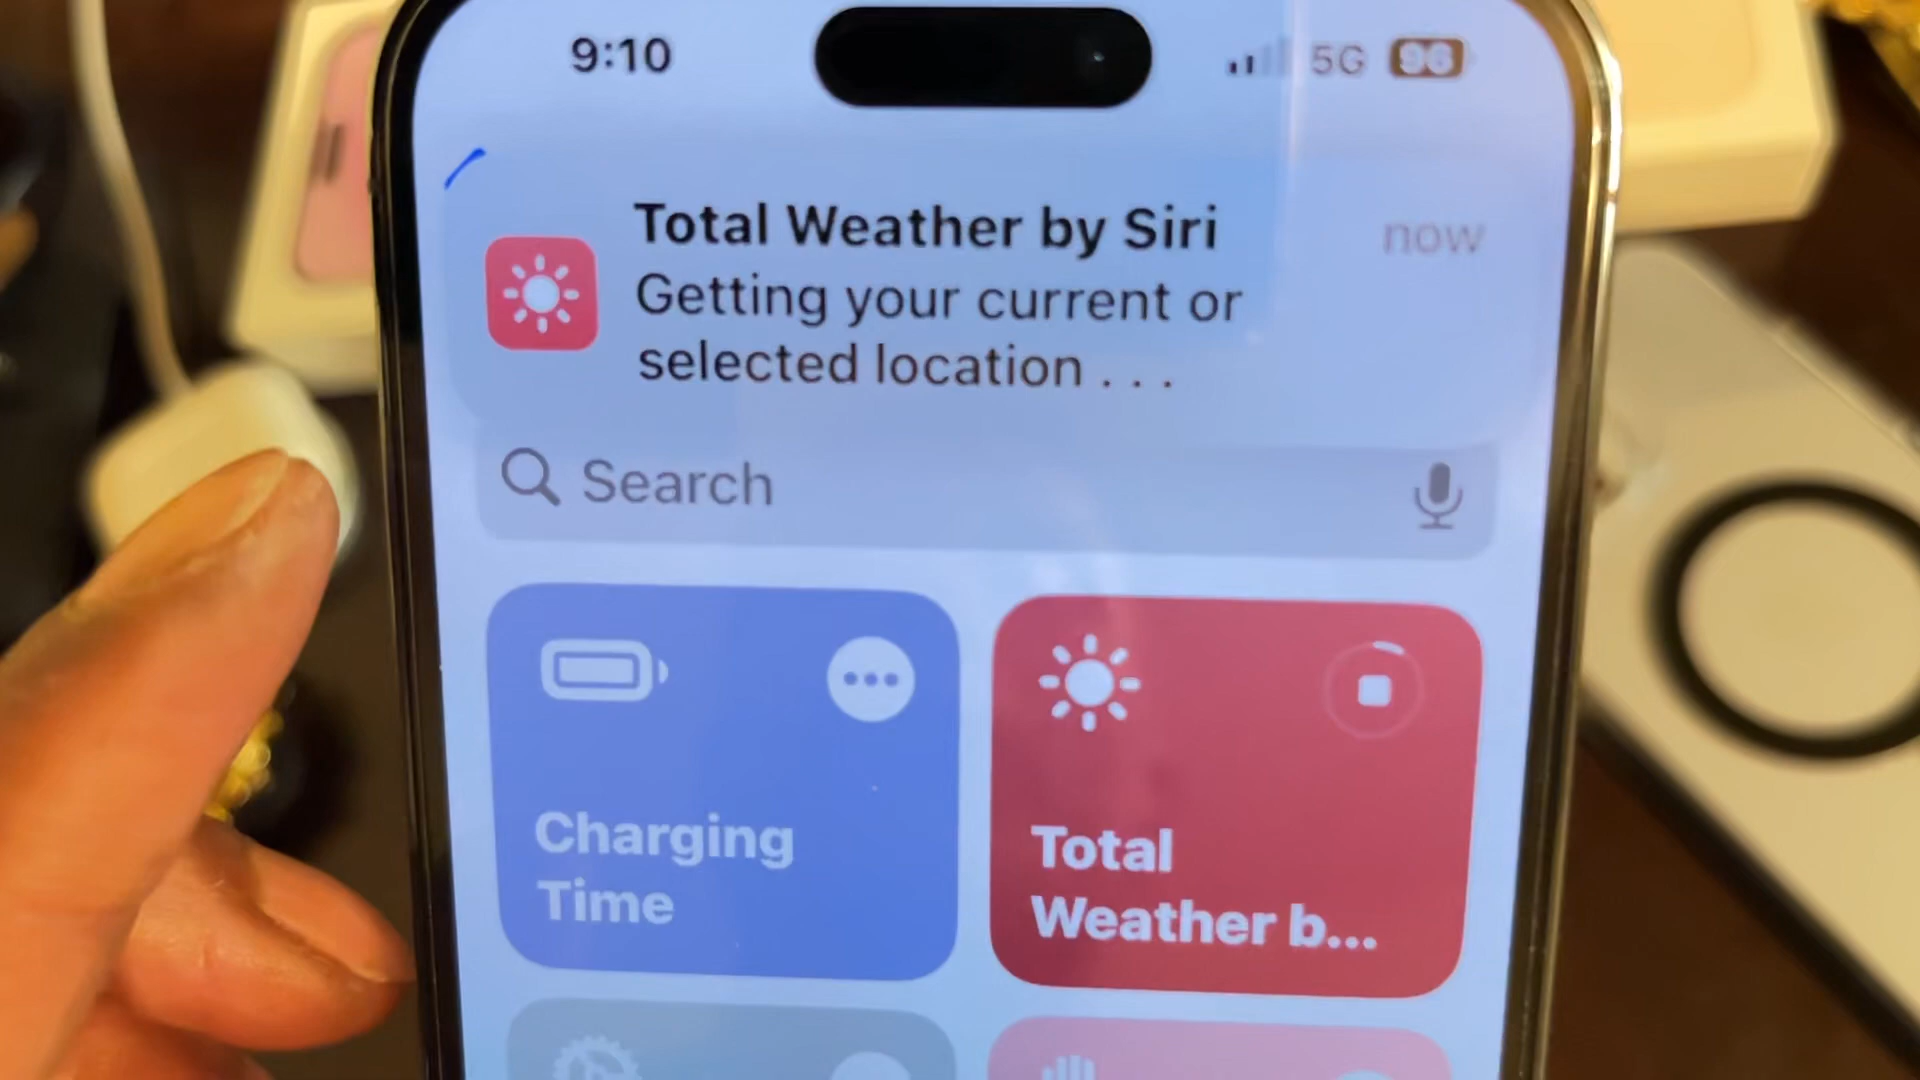 9:10
5G 96
Total Weather by Siri
now
Getting your current or
selected location . . .
Search
Charging
Time
Total
Weather b...